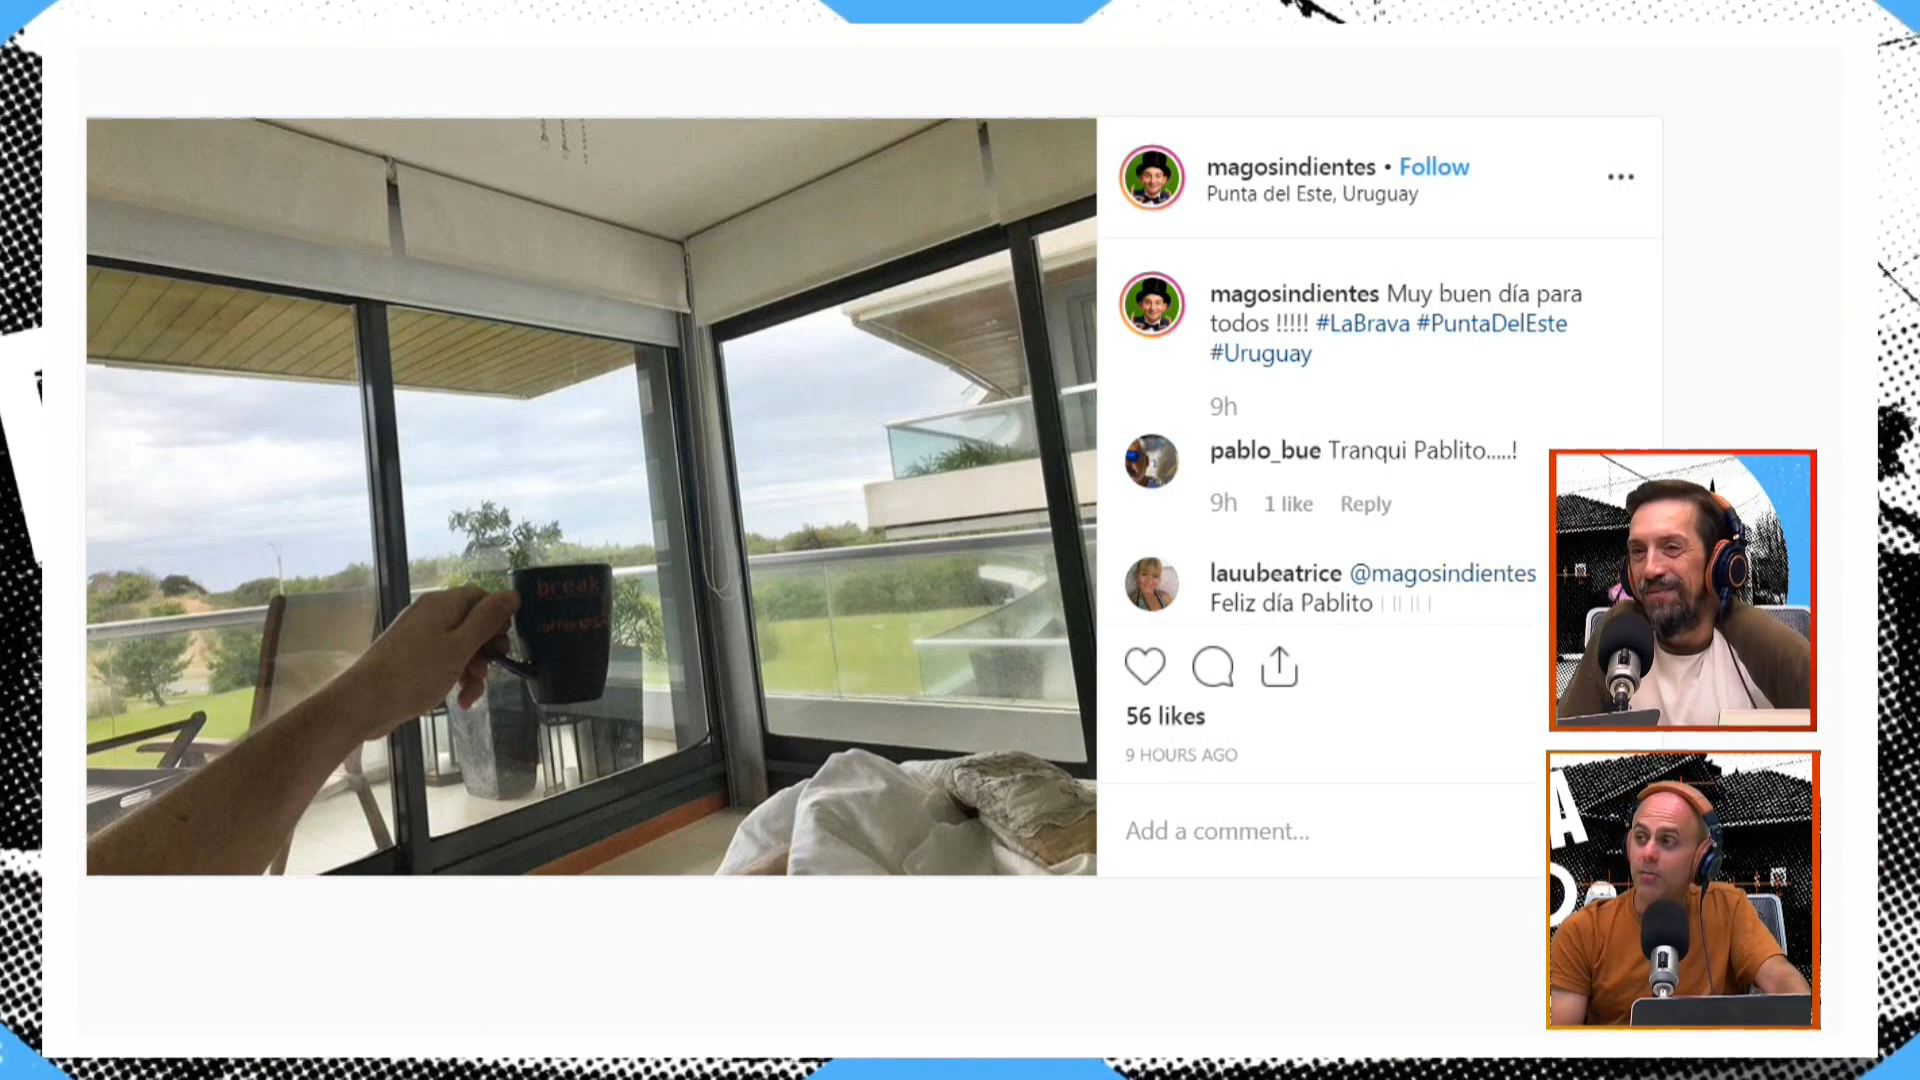 magosindientes • Follow
Punta del Este, Uruguay
magosindientes Muy buen día para
todos !!!!! #LaBrava #PuntaDelEste
#Uruguay
9h
pablo_bue Tranqui Pablito.....!
9h 1 like Reply
lauubeatrice @magosindientes
Feliz día Pablito
56 likes
9 HOURS AGO
Add a comment...
break
A